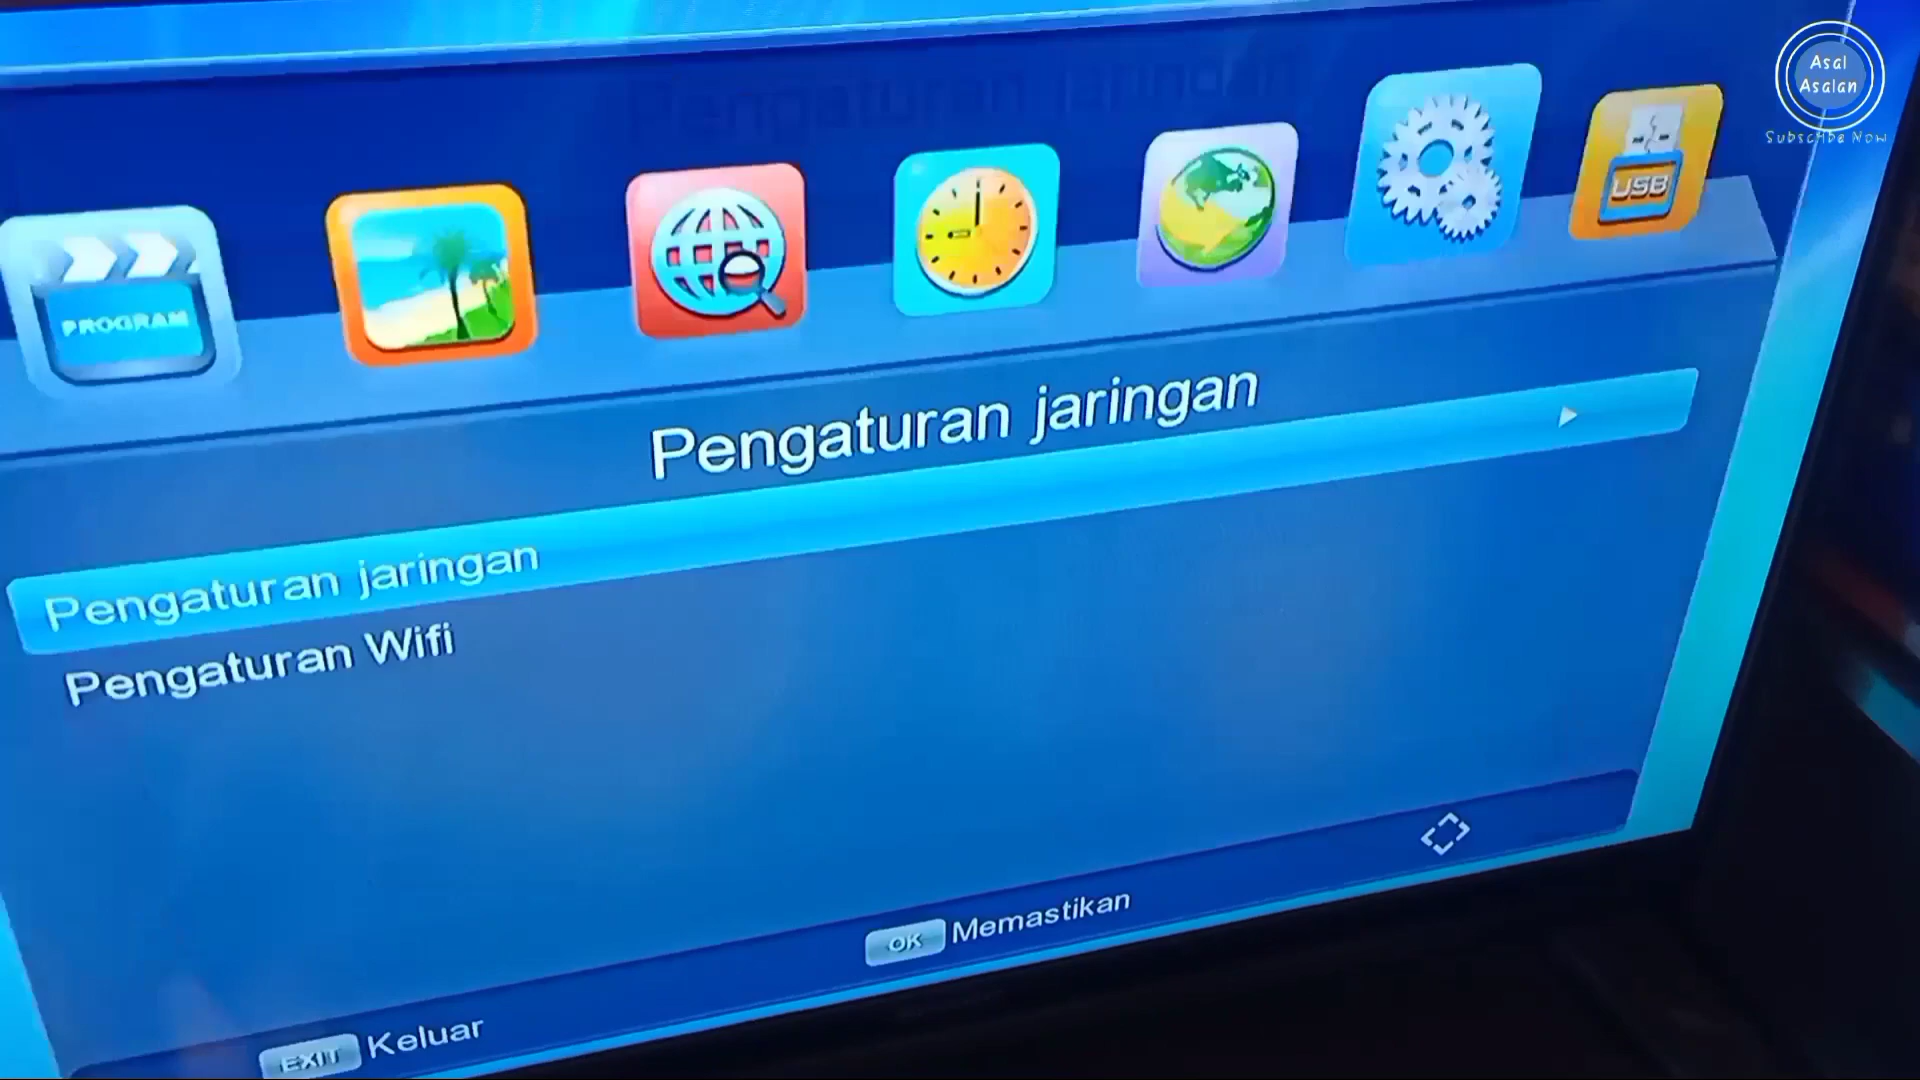 Asal
Asalan
Subscribe Now
PROGRAM
USB
Pengaturan jaringan
Pengaturan jaringan
Pengaturan Wifi
OK Memastikan
EXIT Keluar